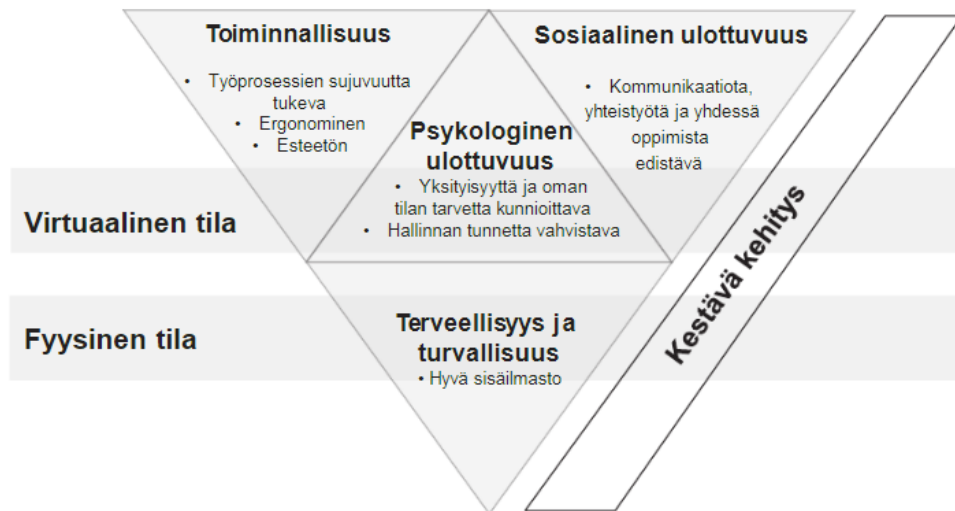 Toiminnallisuus
• Työprosessien sujuvuutta
tukeva
• Ergonominen
• Esteetön
Sosiaalinen ulottuvuus
• Kommunikaatiota,
yhteistyötä ja yhdessä
oppimista
edistävä
Psykologinen
ulottuvuus
• Yksityisyyttä ja oman
tilan tarvetta kunnioittava
• Hallinnan tunnetta vahvistava
Virtuaalinen tila
Fyysinen tila
Terveellisyys ja
turvallisuus
• Hyvä sisäilmasto
Kestävä kehitys